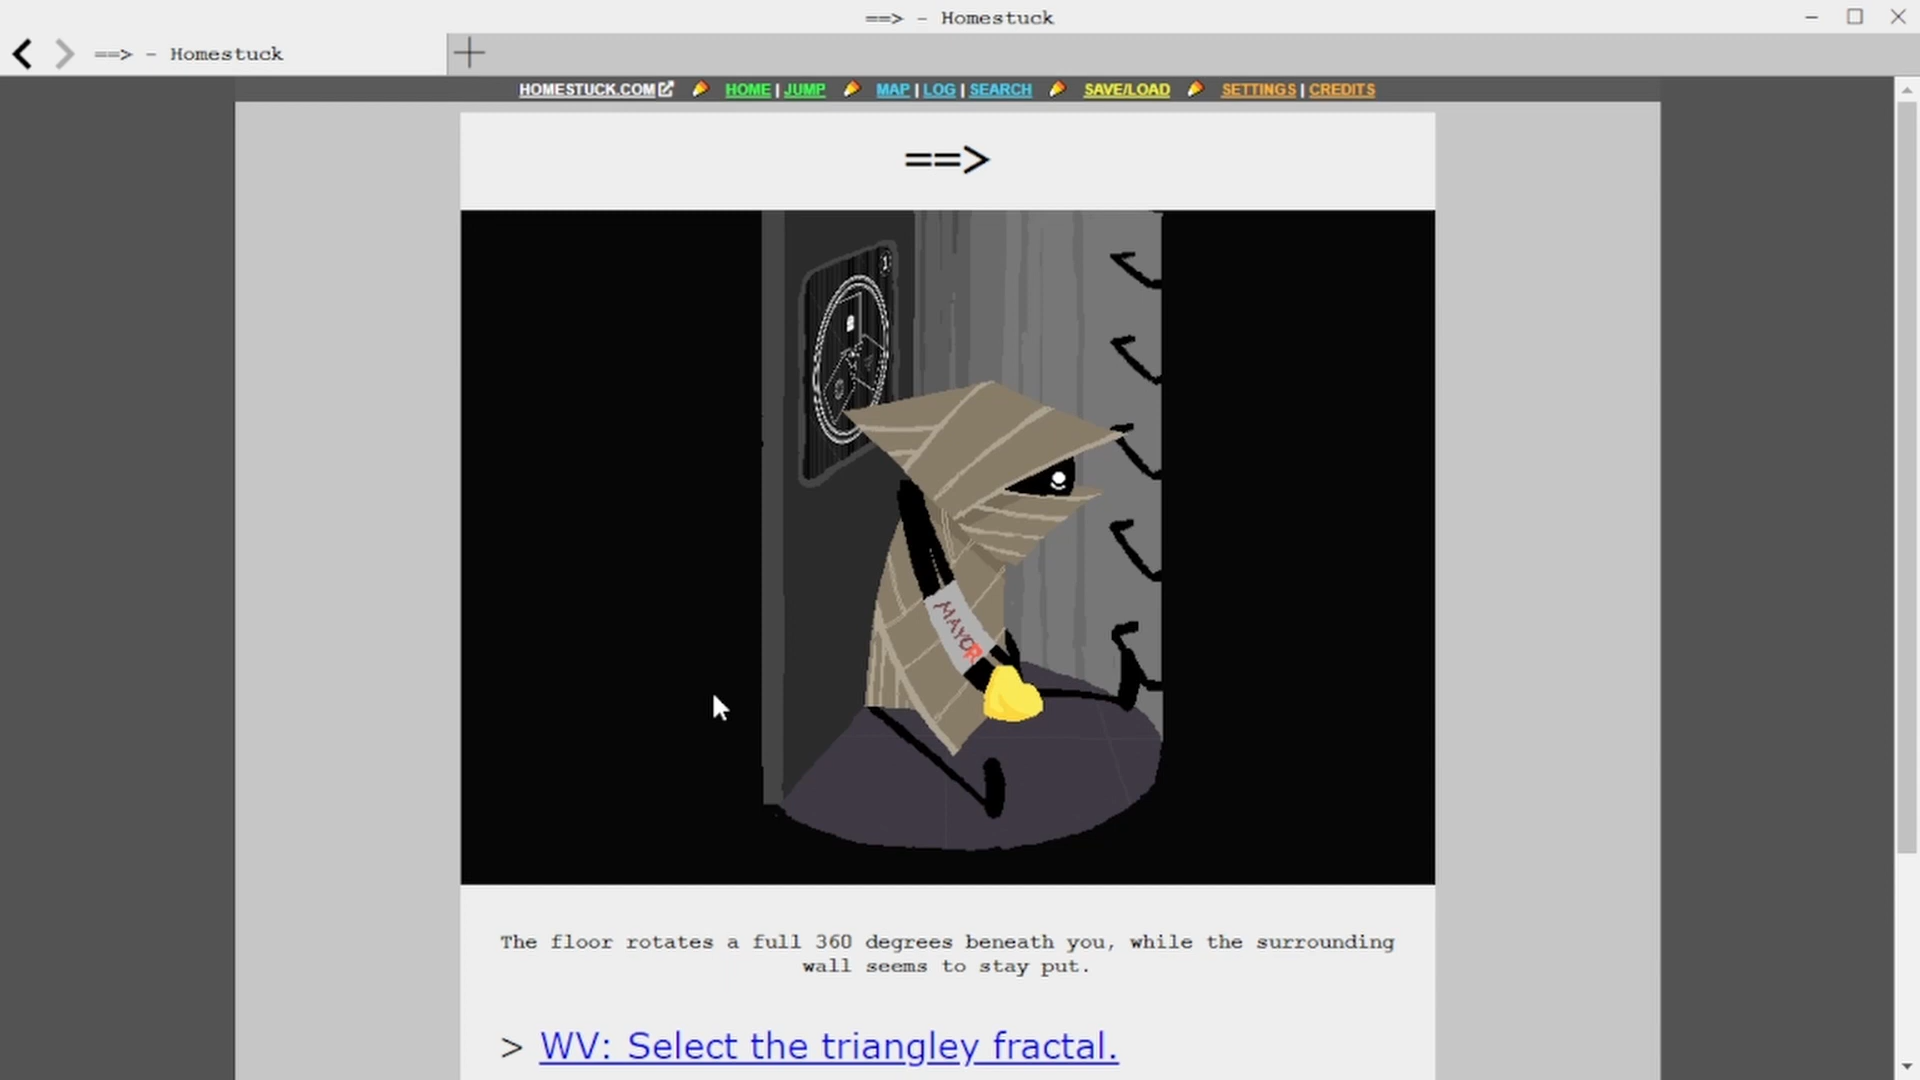 ==> - Homestuck
==> - Homestuck
HOMESTUCK.COM HOME | JUMP MAP | LOG | SEARCH SAVE/LOAD SETTINGS | CREDITS
==>
1
MAYOR
The floor rotates a full 360 degrees beneath you, while the surrounding
wall seems to stay put.
> WV: Select the triangley fractal.